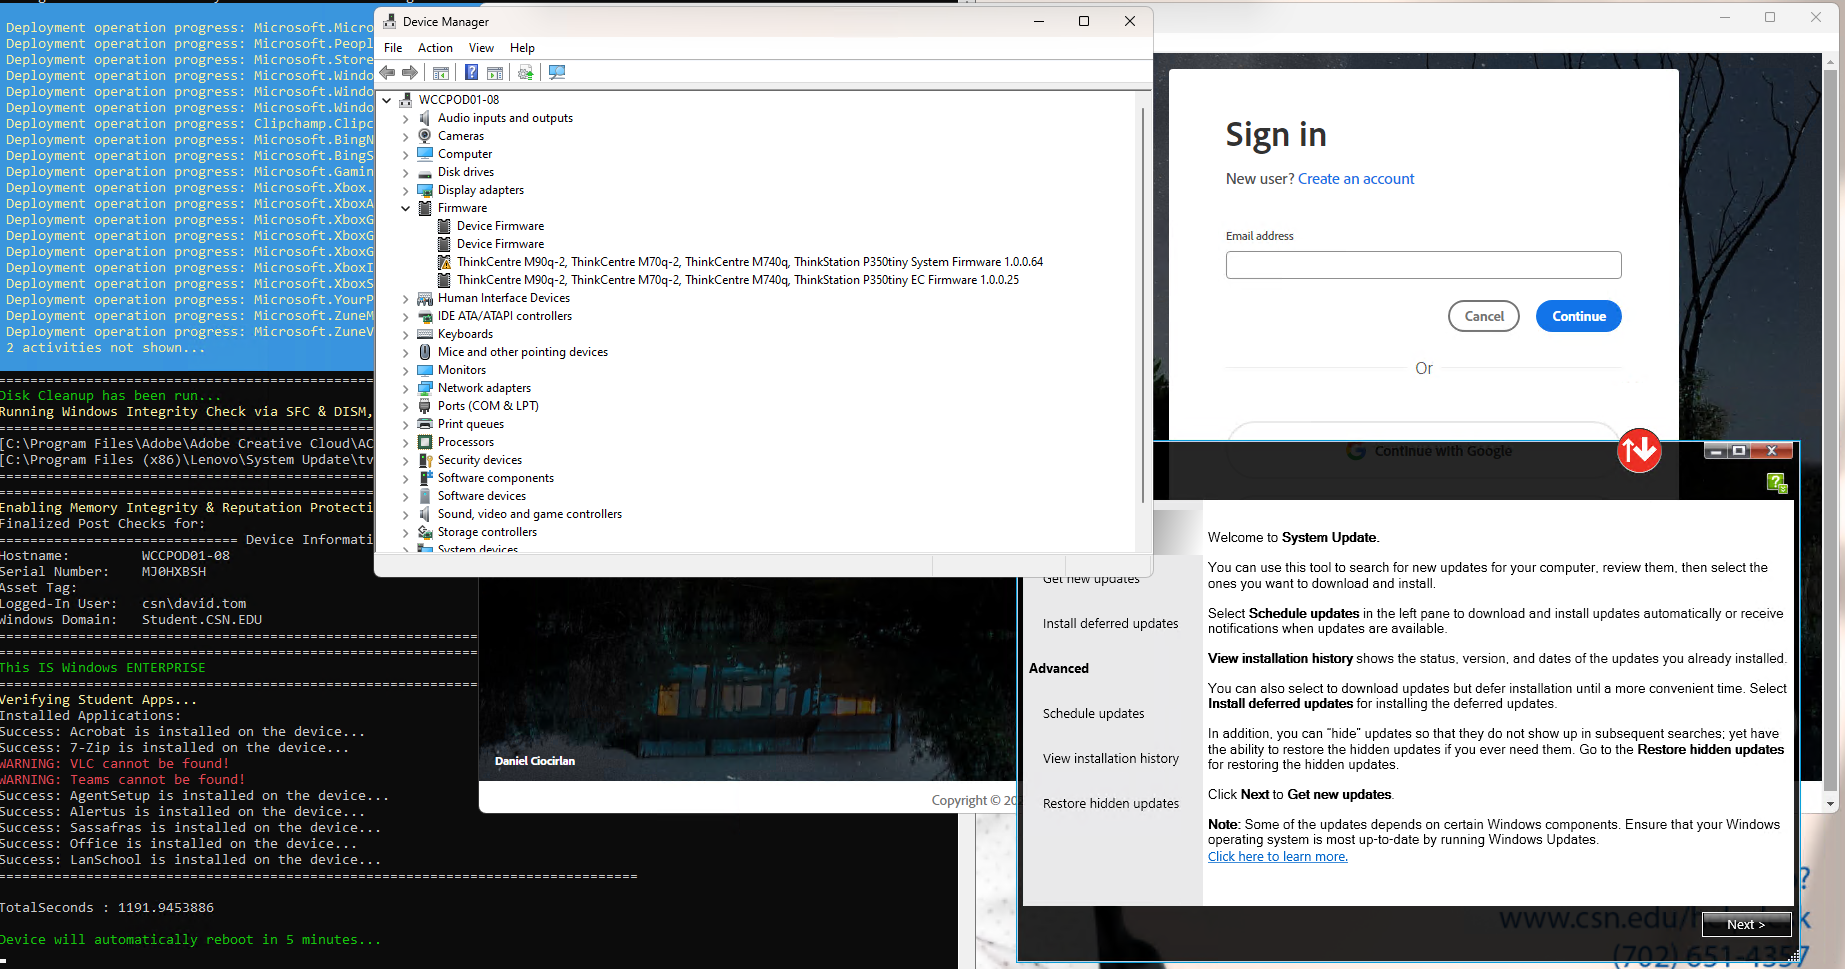 Deployment operation progress: Microsoft.Micro
Deployment operation progress: Microsoft.Peopl
Deployment operation progress: Microsoft.Store
Deployment operation progress: Microsoft.Windo
Deployment operation progress: Microsoft.Windo
Deployment operation progress: Microsoft.Windo
Deployment operation progress: Clipchamp.Clipc
Deployment operation progress: Microsoft.BingN
Deployment operation progress: Microsoft.BingS
Deployment operation progress: Microsoft.Gamin
Deployment operation progress: Microsoft.Xbox.
Deployment operation progress: Microsoft.XboxA
Deployment operation progress: Microsoft.XboxG
Deployment operation progress: Microsoft.XboxG
Deployment operation progress: Microsoft.XboxG
Deployment operation progress: Microsoft.XboxI
Deployment operation progress: Microsoft.XboxS
Deployment operation progress: Microsoft.YourP
Deployment operation progress: Microsoft.ZuneM
Deployment operation progress: Microsoft.ZuneV
2 activities not shown...
Disk Cleanup has been run...
Running Windows Integrity Check via SFC & DISM,
[C:\Program Files\Adobe\Adobe Creative Cloud\AC
[C:\Program Files (x86)\Lenovo\System Update\tv
Enabling Memory Integrity & Reputation Protecti
Finalized Post Checks for:
============================== Device Informati
Hostname: WCCPOD01-08
Serial Number: MJ0HXBSH
Asset Tag:
Logged-In User: csn\david.tom
Windows Domain: Student.CSN.EDU
This IS Windows ENTERPRISE
Verifying Student Apps...
Installed Applications:
Success: Acrobat is installed on the device...
Success: 7-Zip is installed on the device...
WARNING: VLC cannot be found!
WARNING: Teams cannot be found!
Success: AgentSetup is installed on the device...
Success: Alertus is installed on the device...
Success: Sassafras is installed on the device...
Success: Office is installed on the device...
Success: LanSchool is installed on the device...
TotalSeconds : 1191.9453886
Device will automatically reboot in 5 minutes...
Device Manager
File Action View Help
WCCPOD01-08
Audio inputs and outputs
Cameras
Computer
Disk drives
Display adapters
Firmware
Device Firmware
Device Firmware
ThinkCentre M90q-2, ThinkCentre M70q-2, ThinkCentre M740q, ThinkStation P350tiny System Firmware 1.0.0.64
ThinkCentre M90q-2, ThinkCentre M70q-2, ThinkCentre M740q, ThinkStation P350tiny EC Firmware 1.0.0.25
Human Interface Devices
IDE ATA/ATAPI controllers
Keyboards
Mice and other pointing devices
Monitors
Network adapters
Ports (COM & LPT)
Print queues
Processors
Security devices
Software components
Software devices
Sound, video and game controllers
Storage controllers
System devices
Sign in
New user? Create an account
Email address
Cancel
Continue
Or
Continue with Google
Daniel Ciocirlan
Copyright © 20
Get new updates
Install deferred updates
Advanced
Schedule updates
View installation history
Restore hidden updates
Welcome to System Update.
You can use this tool to search for new updates for your computer, review them, then select the
ones you want to download and install.
Select Schedule updates in the left pane to download and install updates automatically or receive
notifications when updates are available.
View installation history shows the status, version, and dates of the updates you already installed.
You can also select to download updates but defer installation until a more convenient time. Select
Install deferred updates for installing the deferred updates.
In addition, you can "hide" updates so that they do not show up in subsequent searches; yet have
the ability to restore the hidden updates if you ever need them. Go to the Restore hidden updates
for restoring the hidden updates.
Click Next to Get new updates.
Note: Some of the updates depends on certain Windows components. Ensure that your Windows
operating system is most up-to-date by running Windows Updates.
Click here to learn more.
Next >
?
www.csn.edu/helpdesk
(702) 651-4357